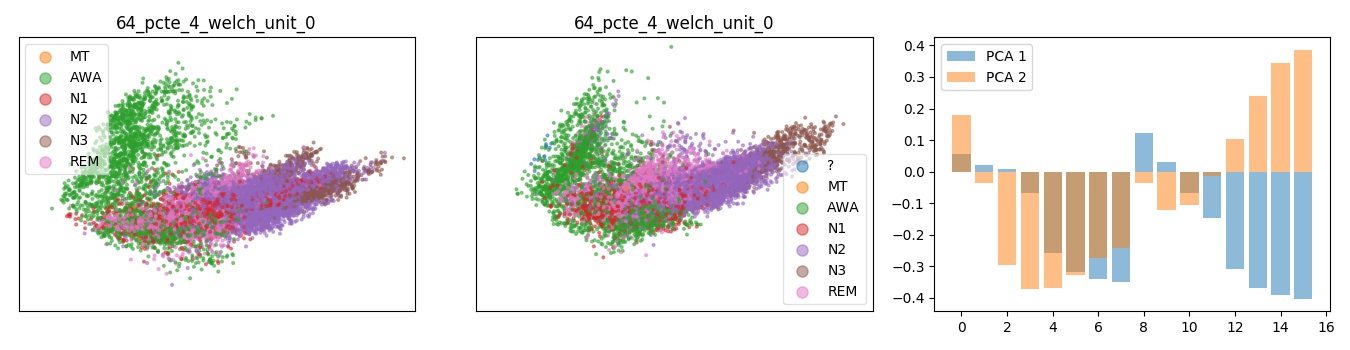 64_pcte_4_welch_unit_0
MT
AWA
N1
N2
N3
REM
64_pcte_4_welch_unit_0
?
MT
AWA
N1
N2
N3
REM
PCA 1
PCA 2
0.4
0.3
0.2
0.1
0.0
−0.1
−0.2
−0.3
−0.4
0 2 4 6 8 10 12 14 16